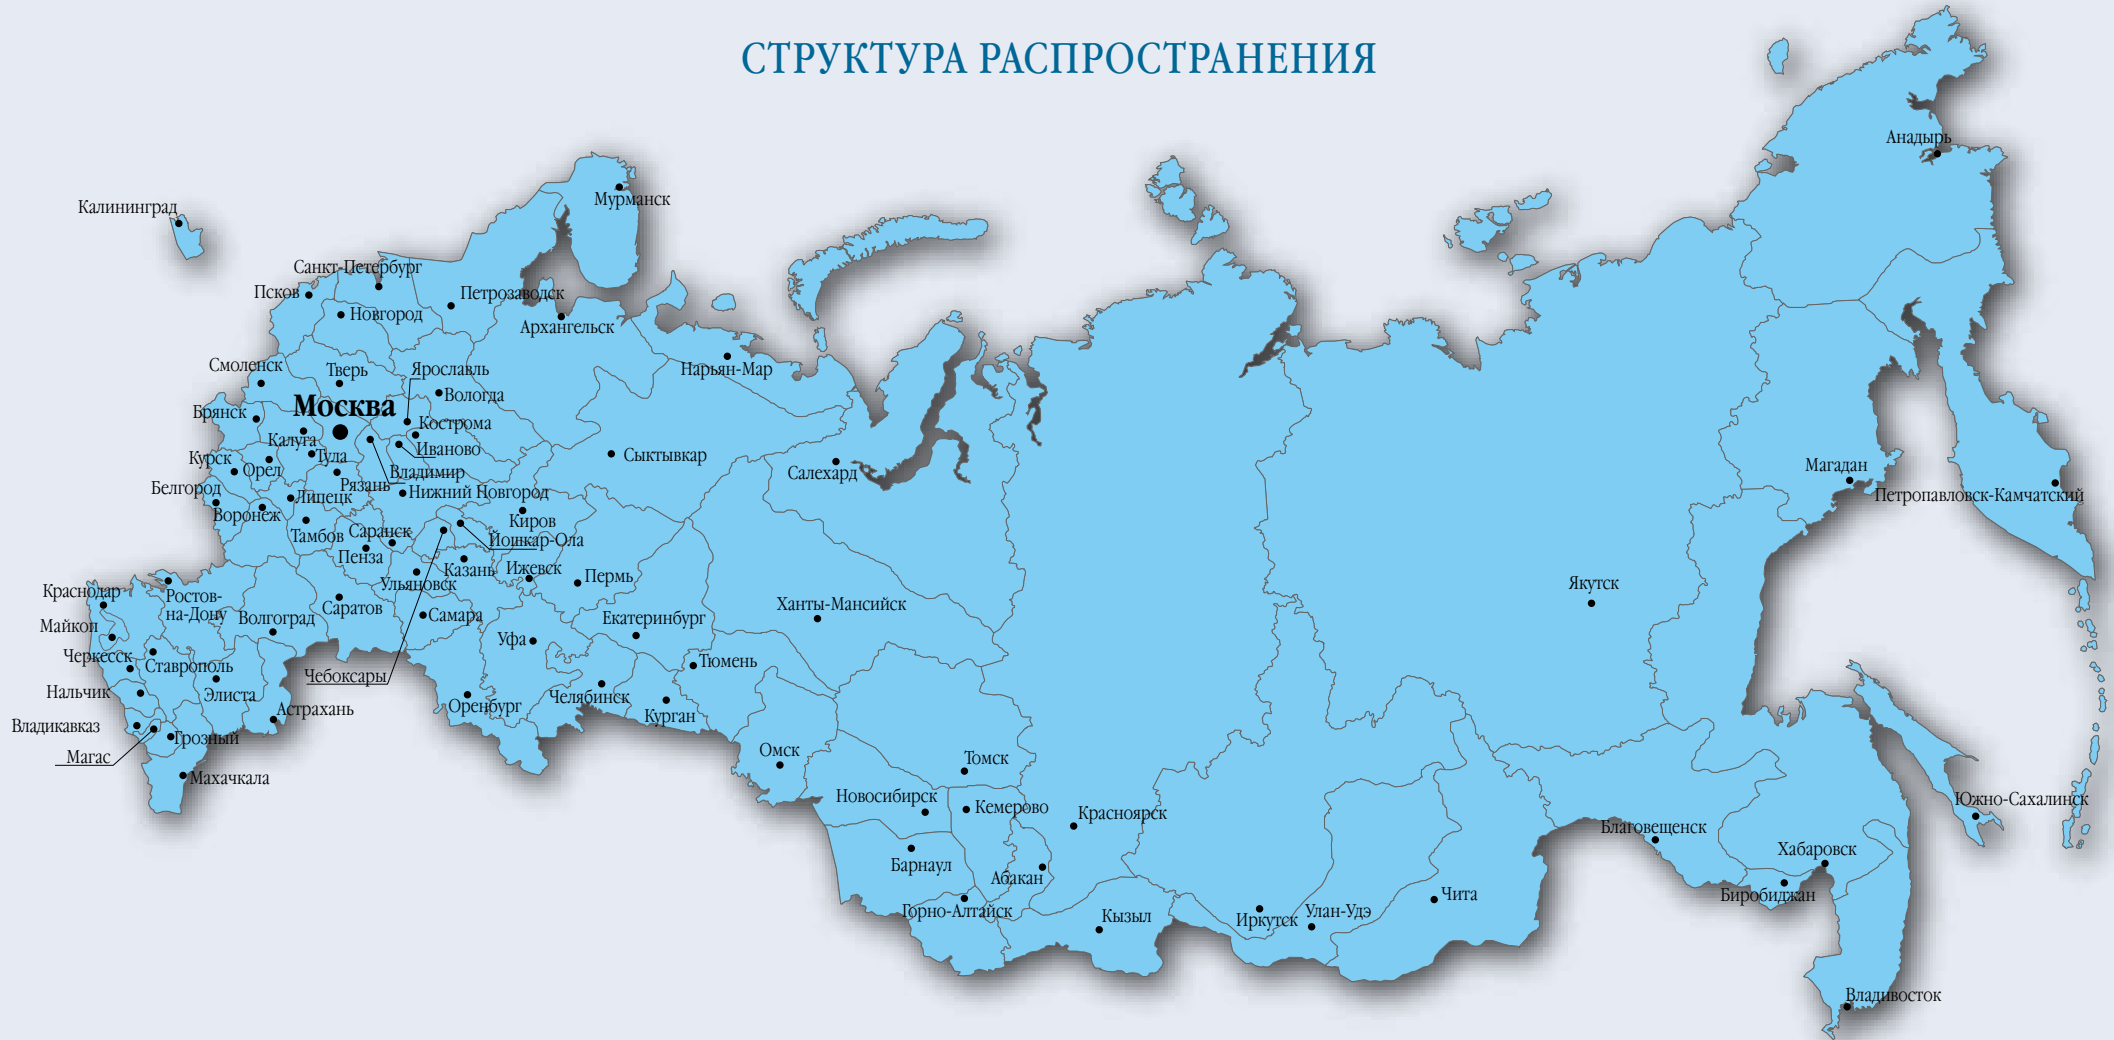 СТРУКТУРА РАСПРОСТРАНЕНИЯ
Анадырь
Мурманск
Калининград
Санкт-Петербург
Псков
Петрозаводск
Новгород
Архангельск
Смоленск
Тверь
Ярославль
Нарьян-Мар
Вологда
Москва
Брянск
Кострома
Калуга
Иваново
Тула
Сыктывкар
Курск
Орел
Владимир
Салехард
Магадан
Рязань
Белгород
Липецк
Нижний Новгород
Петропавловск-Камчатский
Воронеж
Киров
Тамбов
Саранск
Йошкар-Ола
Пенза
Казань
Ижевск
Пермь
Ульяновск
Якутск
Краснодар
Ростов-
на-Дону
Саратов
Ханты-Мансийск
Волгоград
Самара
Екатеринбург
Майкоп
Уфа
Черкесск
Ставрополь
Тюмень
Чебоксары
Нальчик
Элиста
Челябинск
Оренбург
Астрахань
Курган
Владикавказ
Грозный
Магас
Омск
Томск
Махачкала
Новосибирск
Кемерово
Южно-Сахалинск
Красноярск
Благовещенск
Хабаровск
Барнаул
Абакан
Биробиджан
Чита
Горно-Алтайск
Кызыл
Иркутск
Улан-Удэ
Владивосток